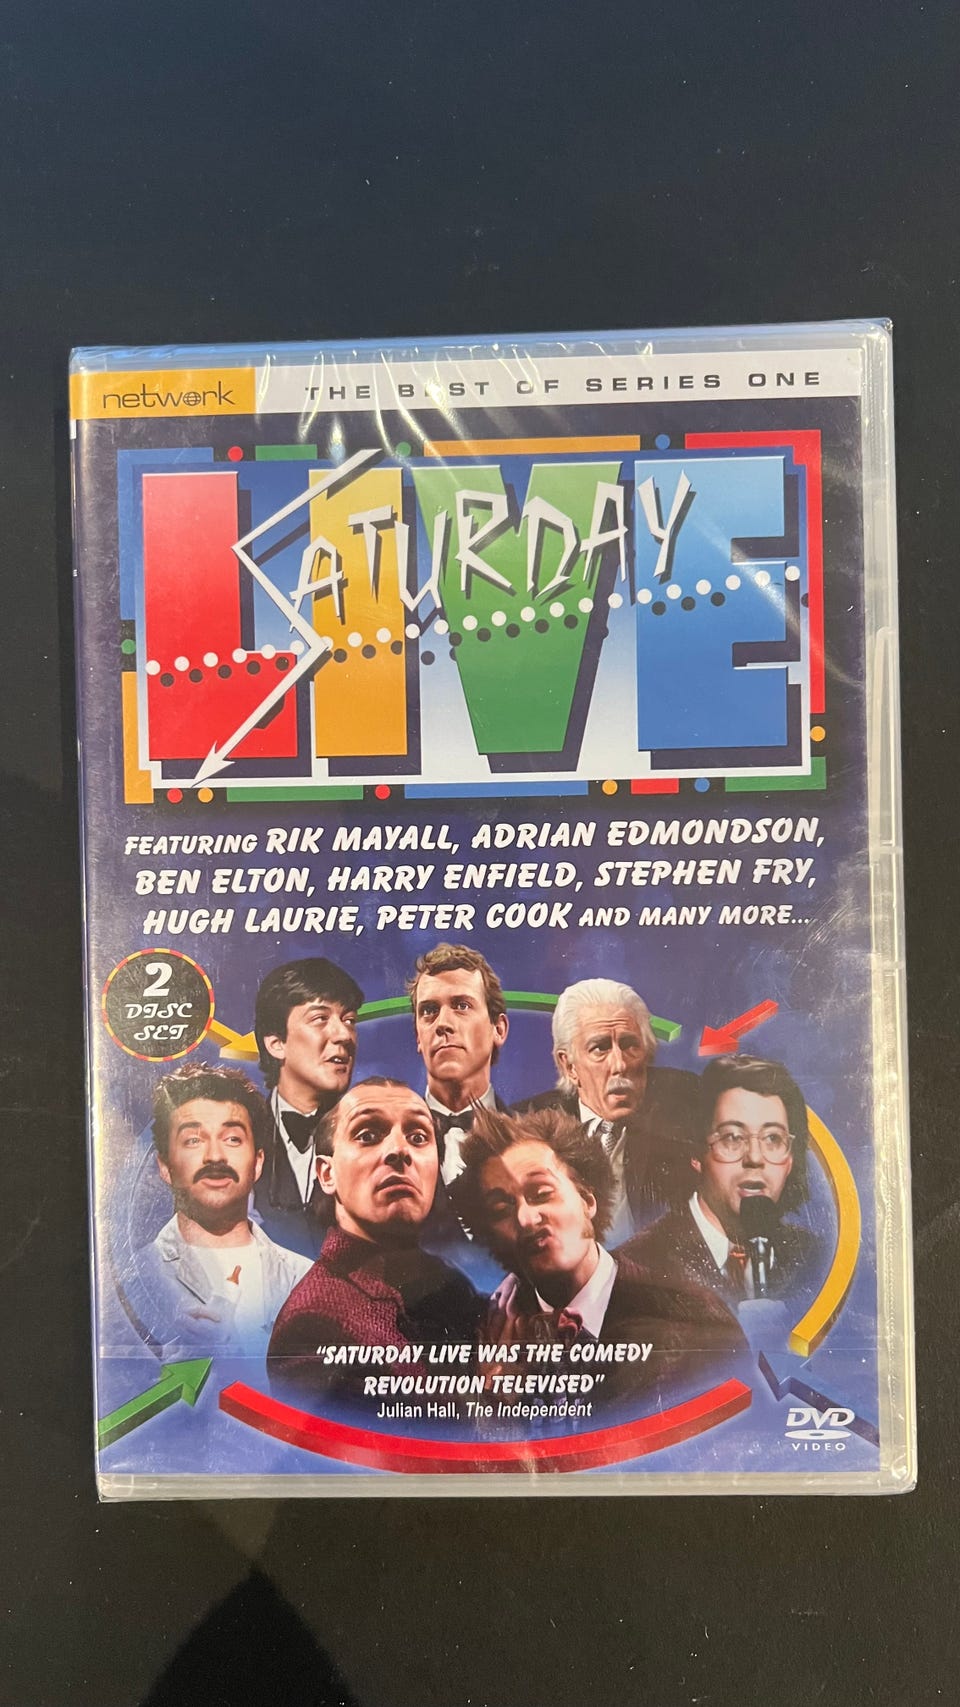 network
THE BEST OF SERIES ONE
SATURDAY
LIVE
FEATURING RIK MAYALL, ADRIAN EDMONDSON,
BEN ELTON, HARRY ENFIELD, STEPHEN FRY,
HUGH LAURIE, PETER COOK AND MANY MORE...
2
DISC
SET
"SATURDAY LIVE WAS THE COMEDY
REVOLUTION TELEVISED"
Julian Hall, The Independent
DVD
VIDEO